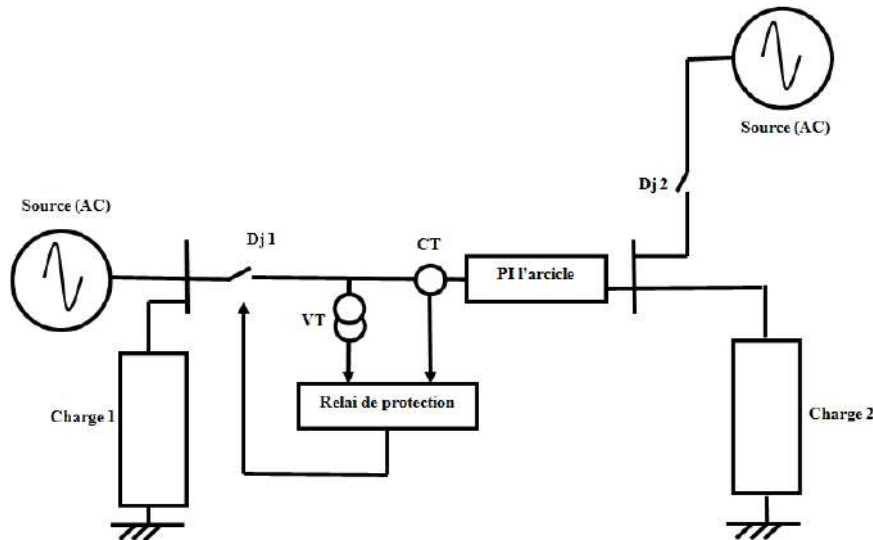 Source (AC)
Dj 2
Source (AC)
Dj 1
CT
PI l'arcicle
VT
Relai de protection
Charge 1
Charge 2